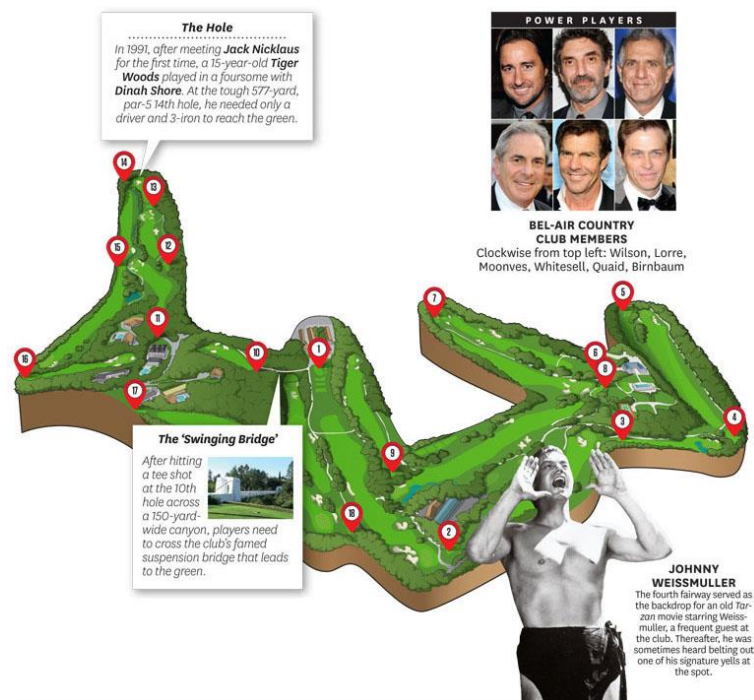 The Hole
In 1991, after meeting Jack Nicklaus
for the first time, a 15-year-old Tiger
Woods played in a foursome with
Dinah Shore. At the tough 577-yard,
par-5 14th hole, he needed only a
driver and 3-iron to reach the green.
POWER PLAYERS
BEL-AIR COUNTRY
CLUB MEMBERS
Clockwise from top left: Wilson, Lorre,
Moonves, Whitesell, Quaid, Birnbaum
14
13
15
12
11
16
17
10
1
7
5
6
8
3
4
9
18
2
The ‘Swinging Bridge’
After hitting
a tee shot
at the 10th
hole across
a 150-yard-
wide canyon, players need
to cross the club’s famed
suspension bridge that leads
to the green.
JOHNNY
WEISSMULLER
The fourth fairway served as
the backdrop for an old Tar-
zan movie starring Weiss-
muller, a frequent guest at
the club. Thereafter, he was
sometimes heard belting out
one of his signature yells at
the spot.